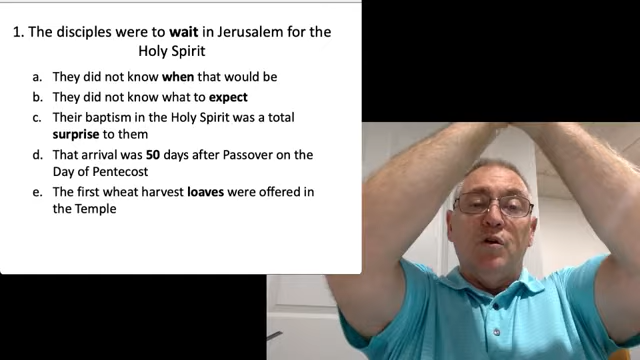 1. The disciples were to wait in Jerusalem for the
Holy Spirit
a. They did not know when that would be
b. They did not know what to expect
c. Their baptism in the Holy Spirit was a total
surprise to them
d. That arrival was 50 days after Passover on the
Day of Pentecost
e. The first wheat harvest loaves were offered in
the Temple